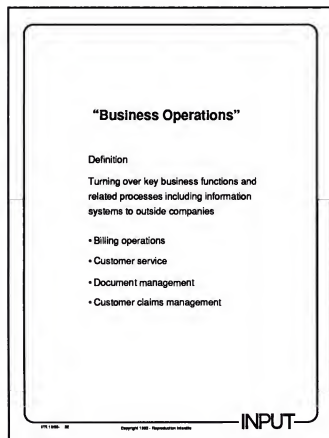 “Business Operations”
Definition
Turning over key business functions and
related processes including information
systems to outside companies
• Billing operations
• Customer service
• Document management
• Customer claims management
INPUT